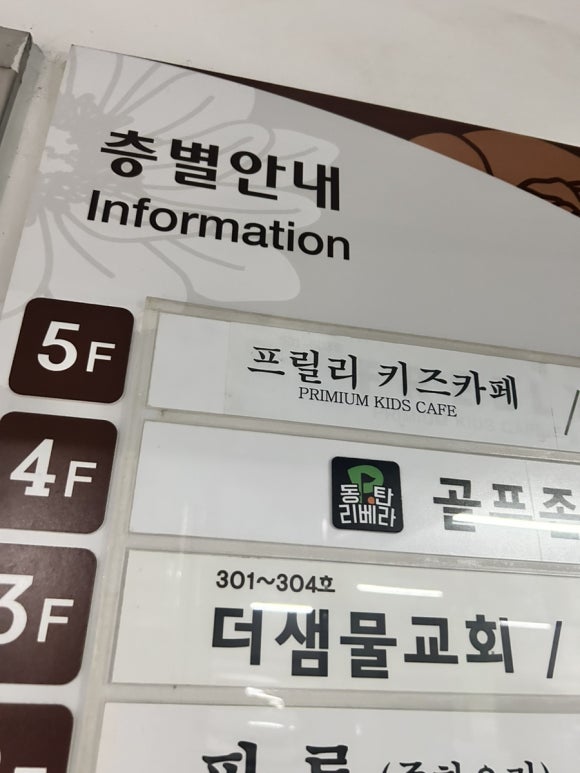 층별안내
Information
5F
프릴리 키즈카페 /
PRIMIUM KIDS CAFE
4F
동탄
리베라
골프존
3F
301~304호
더샘물교회 /